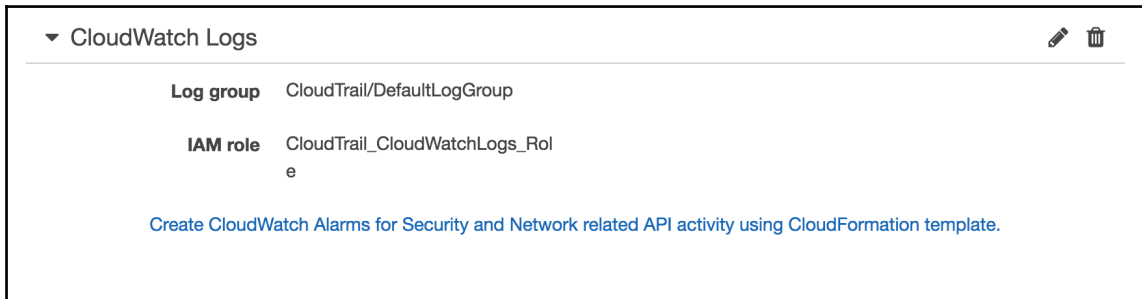 CloudWatch Logs
Log group CloudTrail/DefaultLogGroup
IAM role CloudTrail_CloudWatchLogs_Rol
e
Create CloudWatch Alarms for Security and Network related API activity using CloudFormation template.